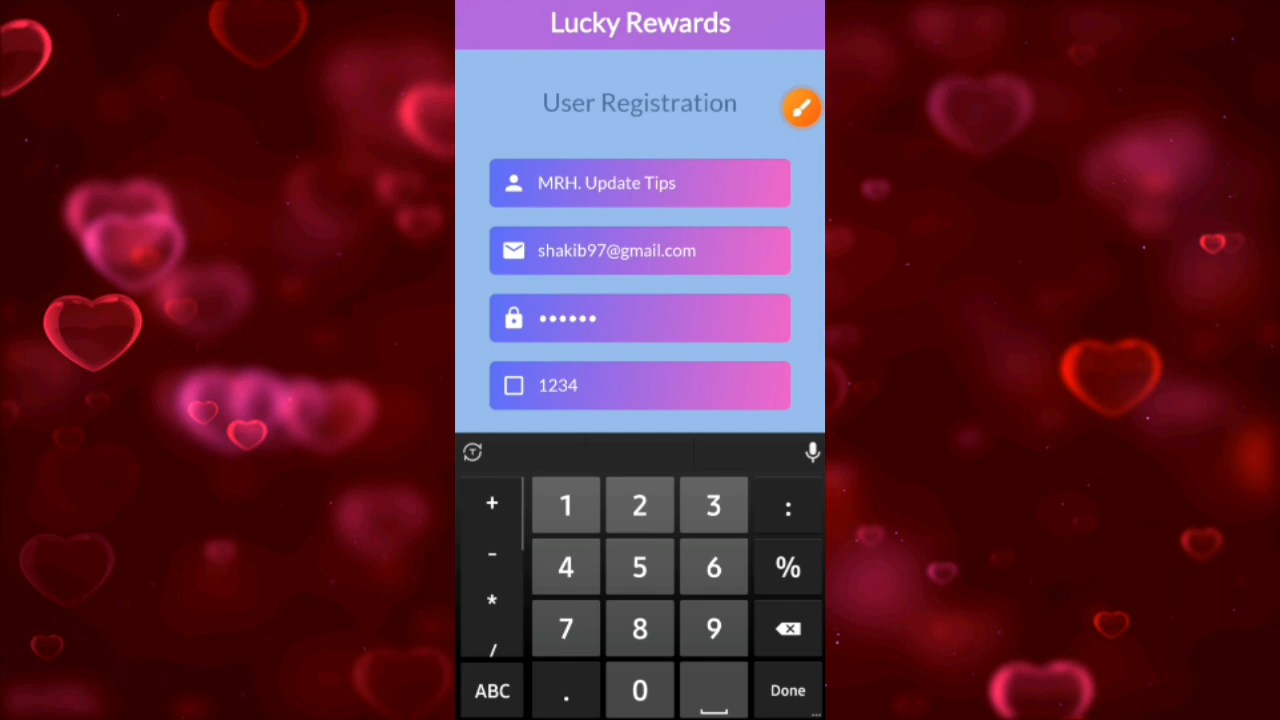 Lucky Rewards
User Registration
MRH. Update Tips
shakib97@gmail.com
••••••
1234
T
+ 1 2 3 :
- 4 5 6 %
* 7 8 9
/
ABC . 0 Done